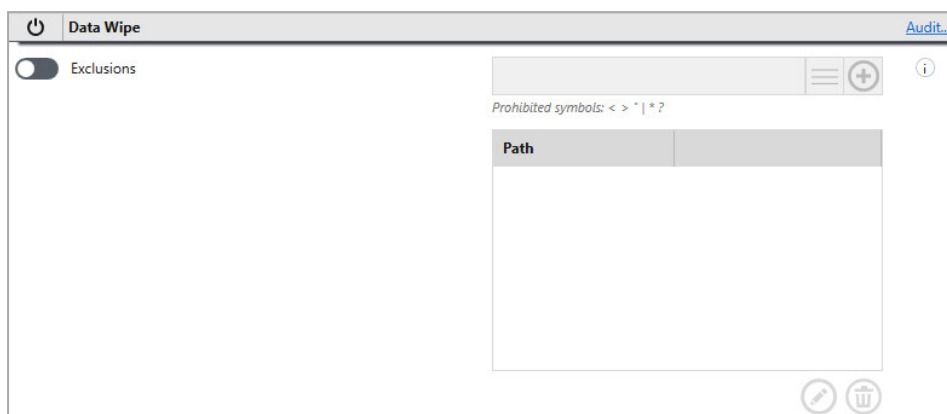 Data Wipe
Audit..
Exclusions
Prohibited symbols: < > " | * ?
Path